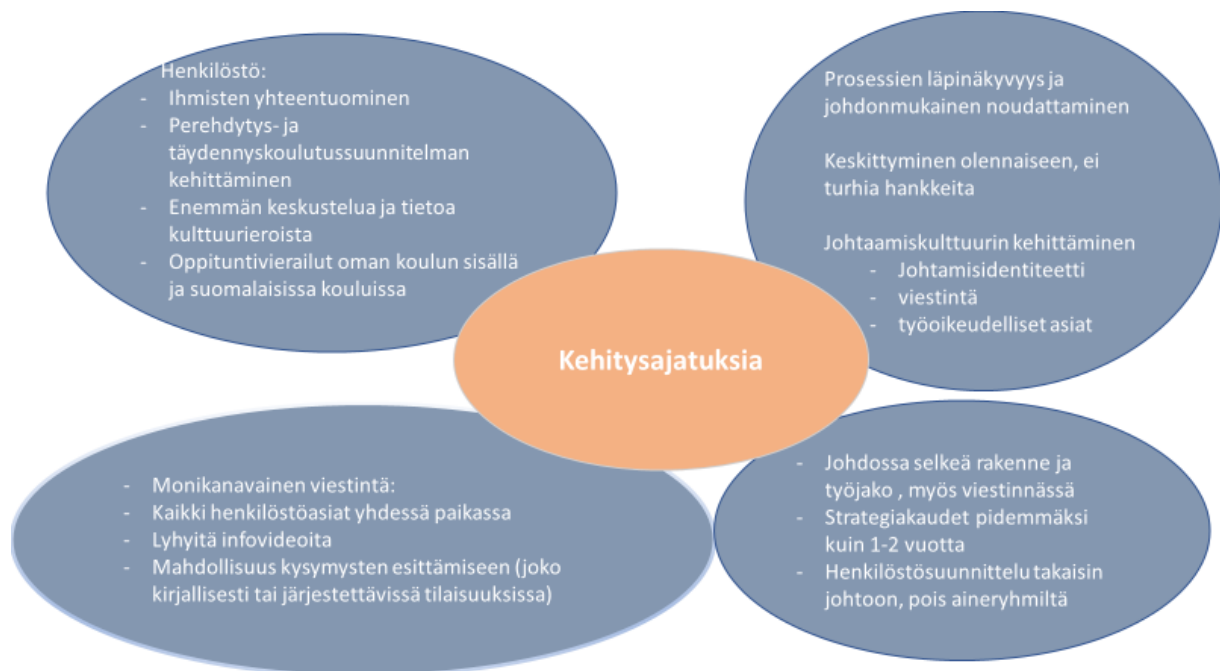 Henkilöstö:
- Ihmisten yhteentuominen
- Perehdytys- ja
täydennyskoulutussuunnitelman
kehittäminen
- Enemmän keskustelua ja tietoa
kulttuurieroista
- Oppituntivierailut oman koulun sisällä
ja suomalaisissa kouluissa
Prosessien läpinäkyvyys ja
johdonmukainen noudattaminen
Keskittyminen olennaiseen, ei
turhia hankkeita
Johtaamiskulttuurin kehittäminen
- Johtamisidentiteetti
- viestintä
- työoikeudelliset asiat
Kehitysajatuksia
- Monikanavainen viestintä:
- Kaikki henkilöstöasiat yhdessä paikassa
- Lyhyitä infovideoita
- Mahdollisuus kysymysten esittämiseen (joko
kirjallisesti tai järjestettävissä tilaisuuksissa)
- Johdossa selkeä rakenne ja
työjako , myös viestinnässä
- Strategiakaudet pidemmäksi
kuin 1-2 vuotta
- Henkilöstösuunnittelu takaisin
johtoon, pois aineryhmiltä